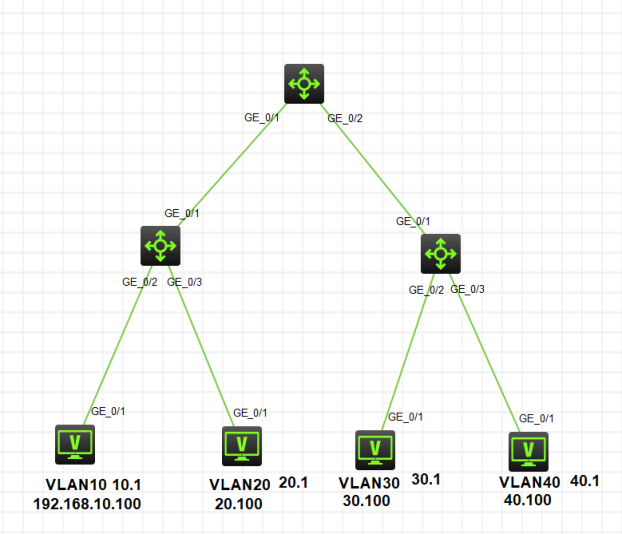 GE_0/1
GE_0/2
GE_0/1
GE_0/1
GE_0/2
GE_0/3
GE_0/2
GE_0/3
GE_0/1
GE_0/1
GE_0/1
GE_0/1
V
V
V
V
VLAN10 10.1
192.168.10.100
VLAN20 20.1
20.100
VLAN30 30.1
30.100
VLAN40 40.1
40.100